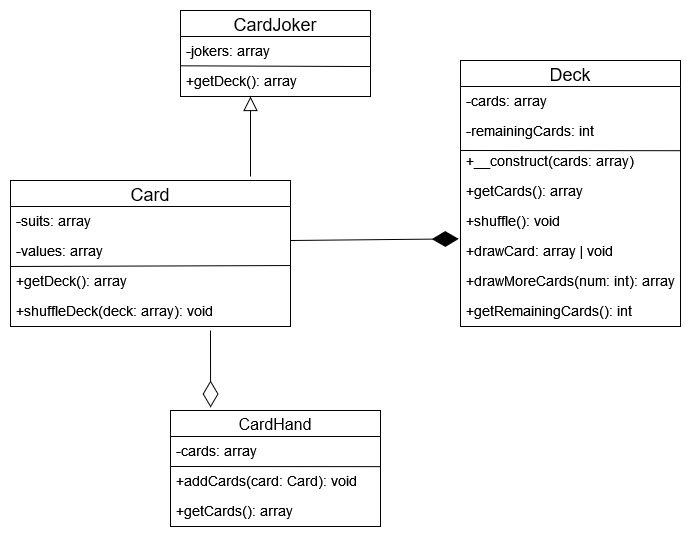 CardJoker
-jokers: array
+getDeck(): array
Deck
-cards: array
-remainingCards: int
+__construct(cards: array)
+getCards(): array
+shuffle(): void
+drawCard: array | void
+drawMoreCards(num: int): array
+getRemainingCards(): int
Card
-suits: array
-values: array
+getDeck(): array
+shuffleDeck(deck: array): void
CardHand
-cards: array
+addCards(card: Card): void
+getCards(): array